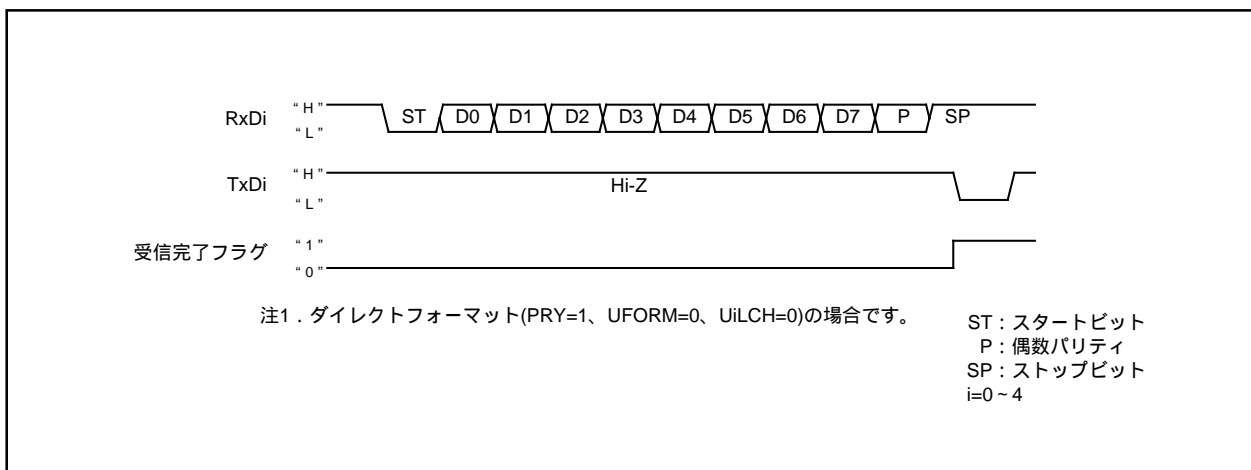 RxDi “H” “L” ST D0 D1 D2 D3 D4 D5 D6 D7 P SP
TxDi “H” “L” Hi-Z
受信完了フラグ “1” “0”
注1．ダイレクトフォーマット(PRY=1、UFORM=0、UiLCH=0)の場合です。
ST：スタートビット
P：偶数パリティ
SP：ストップビット
i=0～4